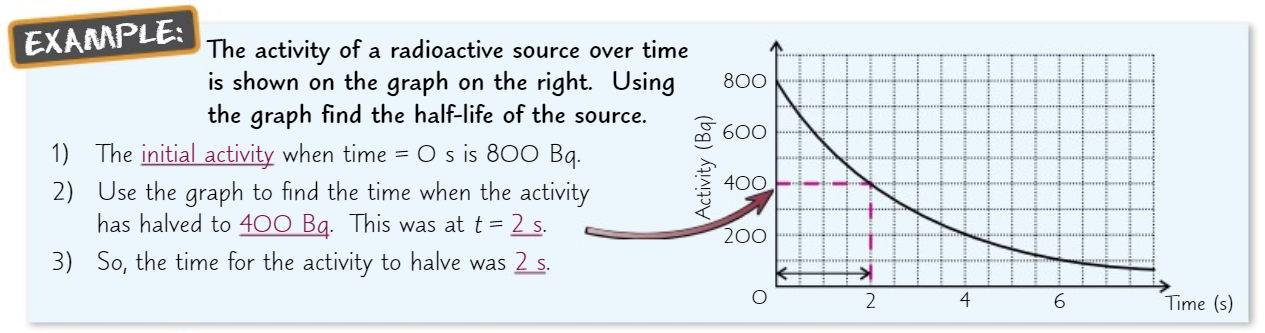 EXAMPLE:
The activity of a radioactive source over time
is shown on the graph on the right. Using
the graph find the half-life of the source.
1) The initial activity when time = 0 s is 800 Bq.
2) Use the graph to find the time when the activity
has halved to 400 Bq. This was at t = 2 s.
3) So, the time for the activity to halve was 2 s.
Activity (Bq)
800
600
400
200
0
2
4
6
Time (s)